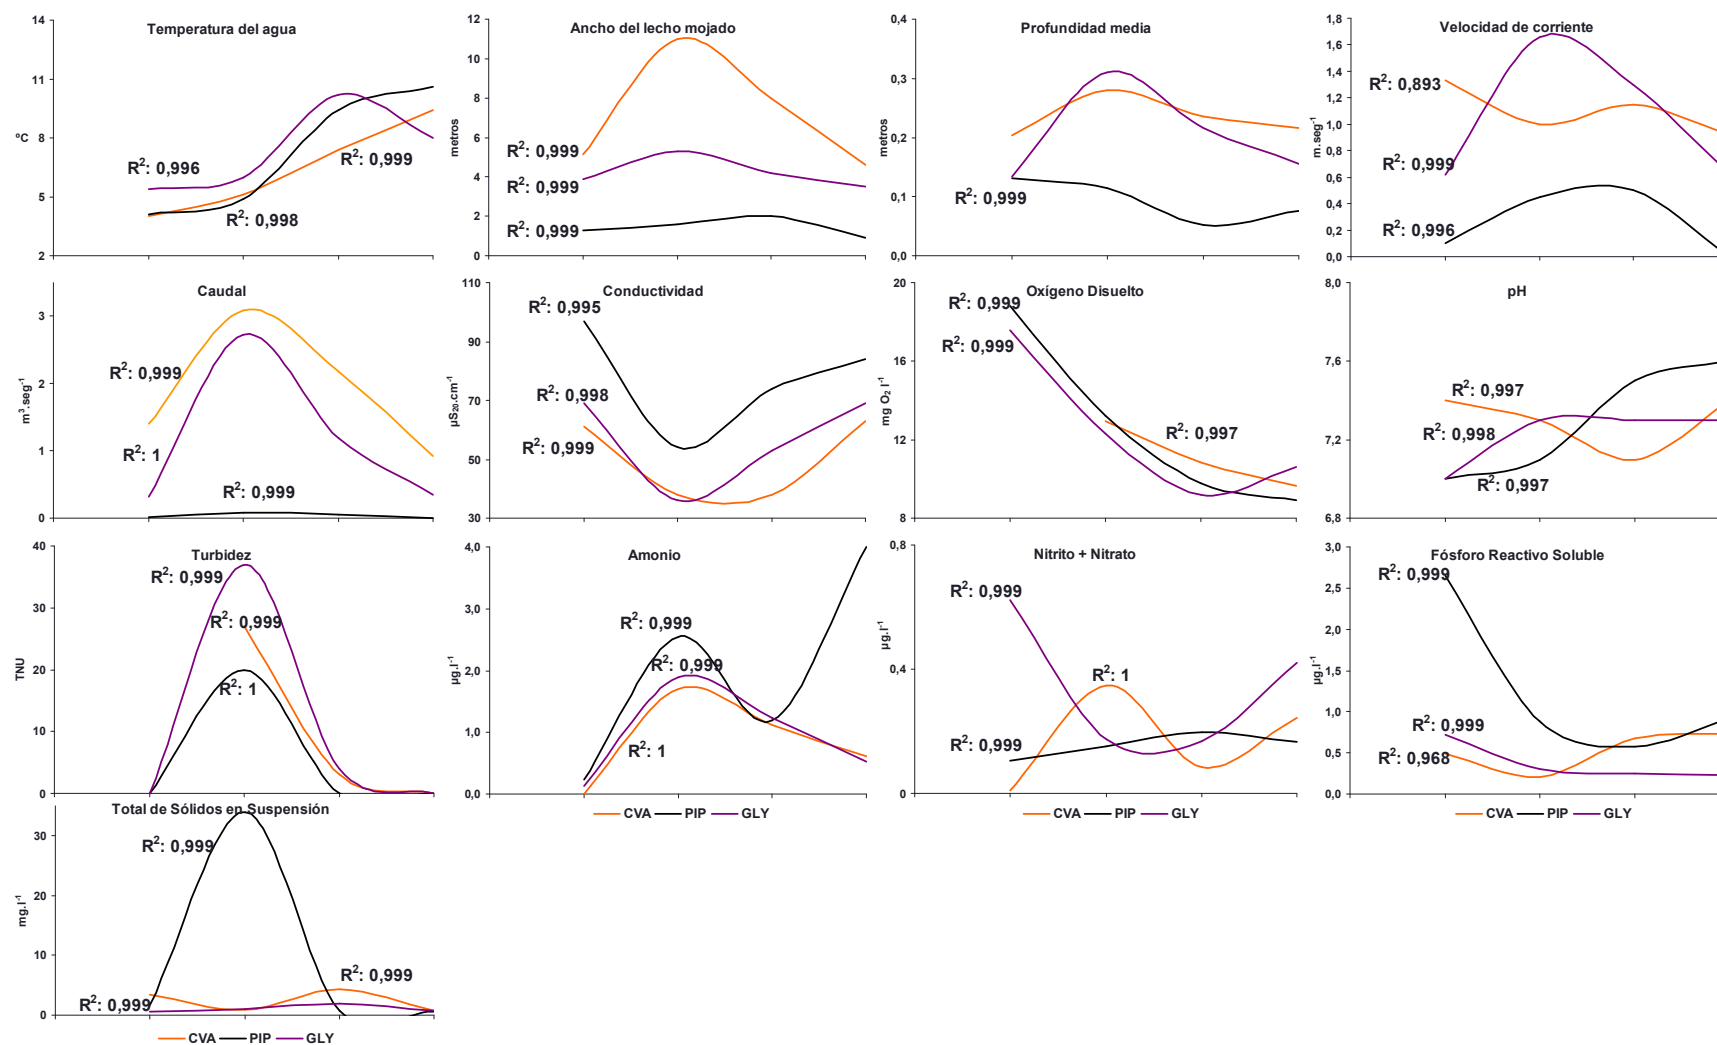 Temperatura del agua
14
11
8
5
2
ºC
R²: 0,996
R²: 0,999
R²: 0,998
Ancho del lecho mojado
12
10
8
6
4
2
0
metros
R²: 0,999
R²: 0,999
R²: 0,999
Profundidad media
0,4
0,3
0,2
0,1
0,0
metros
R²: 0,999
Velocidad de corriente
1,8
1,6
1,4
1,2
1,0
0,8
0,6
0,4
0,2
0,0
m.seg⁻¹
R²: 0,893
R²: 0,999
R²: 0,996
Caudal
3
2
1
0
m³.seg⁻¹
R²: 0,999
R²: 1
R²: 0,999
Conductividad
110
90
70
50
30
µS₂₀.cm⁻¹
R²: 0,995
R²: 0,998
R²: 0,999
Oxígeno Disuelto
20
16
12
8
mg O₂ l⁻¹
R²: 0,999
R²: 0,999
R²: 0,997
pH
8,0
7,6
7,2
6,8
R²: 0,997
R²: 0,998
R²: 0,997
Turbidez
40
30
20
10
0
TNU
R²: 0,999
R²: 0,999
R²: 1
Amonio
4,0
3,0
2,0
1,0
0,0
µg.l⁻¹
R²: 0,999
R²: 0,999
R²: 1
Nitrito + Nitrato
0,8
0,4
0
µg.l⁻¹
R²: 0,999
R²: 1
R²: 0,999
Fósforo Reactivo Soluble
3,0
2,5
2,0
1,5
1,0
0,5
0,0
µg.l⁻¹
R²: 0,999
R²: 0,999
R²: 0,968
CVA PIP GLY
CVA PIP GLY
Total de Sólidos en Suspensión
30
20
10
0
mg.l⁻¹
R²: 0,999
R²: 0,999
R²: 0,999
CVA PIP GLY